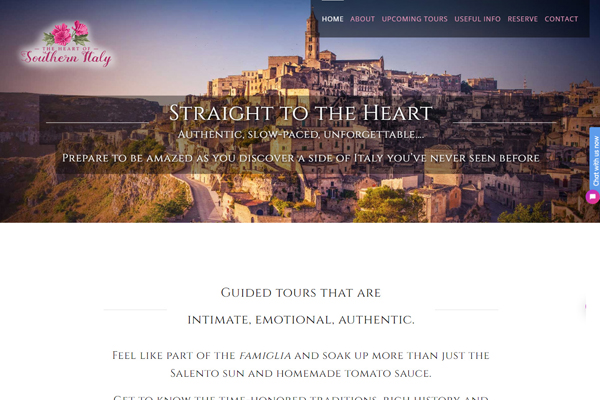 HOME ABOUT UPCOMING TOURS USEFUL INFO RESERVE CONTACT
THE HEART OF
Southern Italy
STRAIGHT TO THE HEART
AUTHENTIC, SLOW-PACED, UNFORGETTABLE....
PREPARE TO BE AMAZED AS YOU DISCOVER A SIDE OF ITALY YOU'VE NEVER SEEN BEFORE
Chat with us now
GUIDED TOURS THAT ARE
INTIMATE, EMOTIONAL, AUTHENTIC.
FEEL LIKE PART OF THE FAMIGLIA AND SOAK UP MORE THAN JUST THE
SALENTO SUN AND HOMEMADE TOMATO SAUCE.
GET TO KNOW THE TIME-HONORED TRADITIONS, RICH HISTORY AND